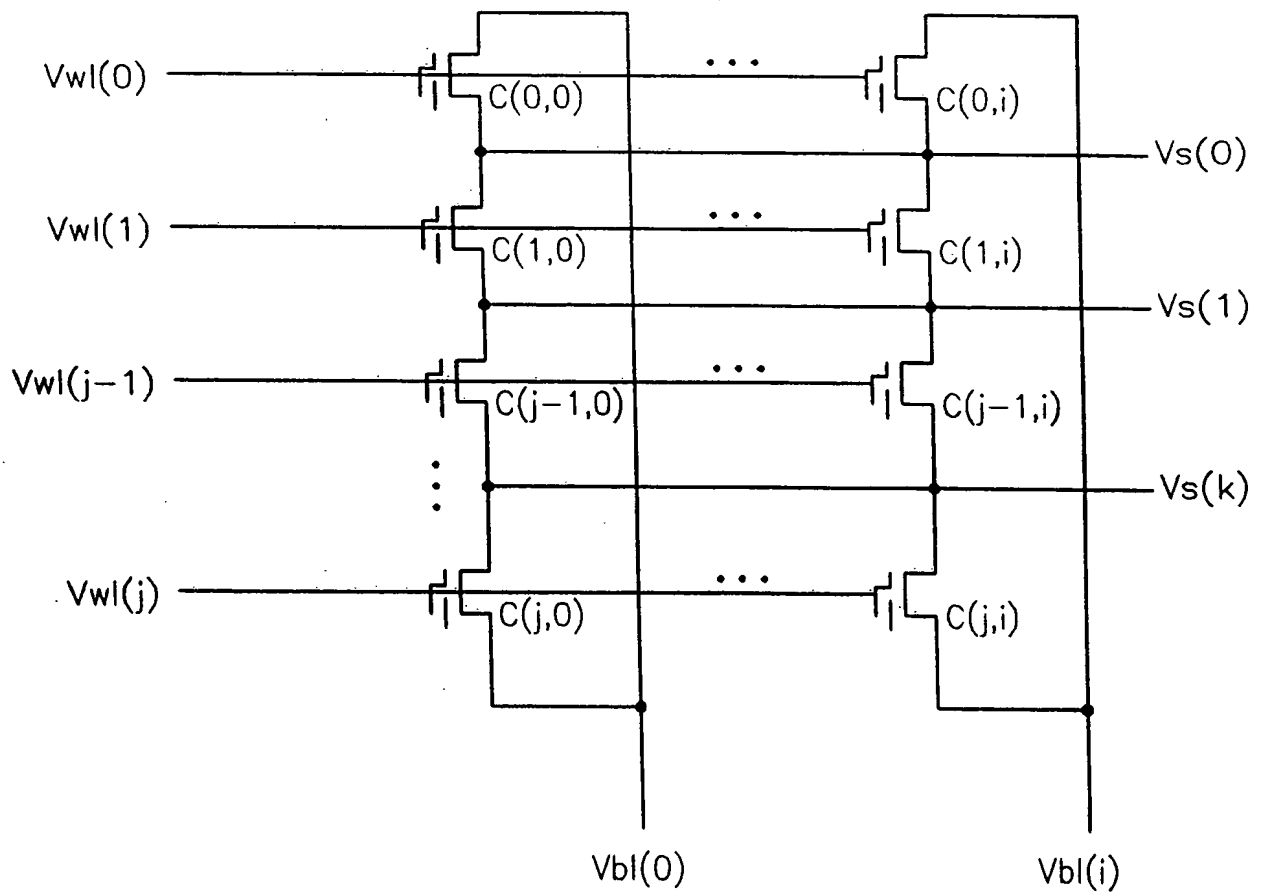 Vwl(0)
C(0,0)
C(0,i)
Vs(0)
Vwl(1)
C(1,0)
C(1,i)
Vs(1)
Vwl(j-1)
C(j-1,0)
C(j-1,i)
Vs(k)
Vwl(j)
C(j,0)
C(j,i)
Vbl(0)
Vbl(i)